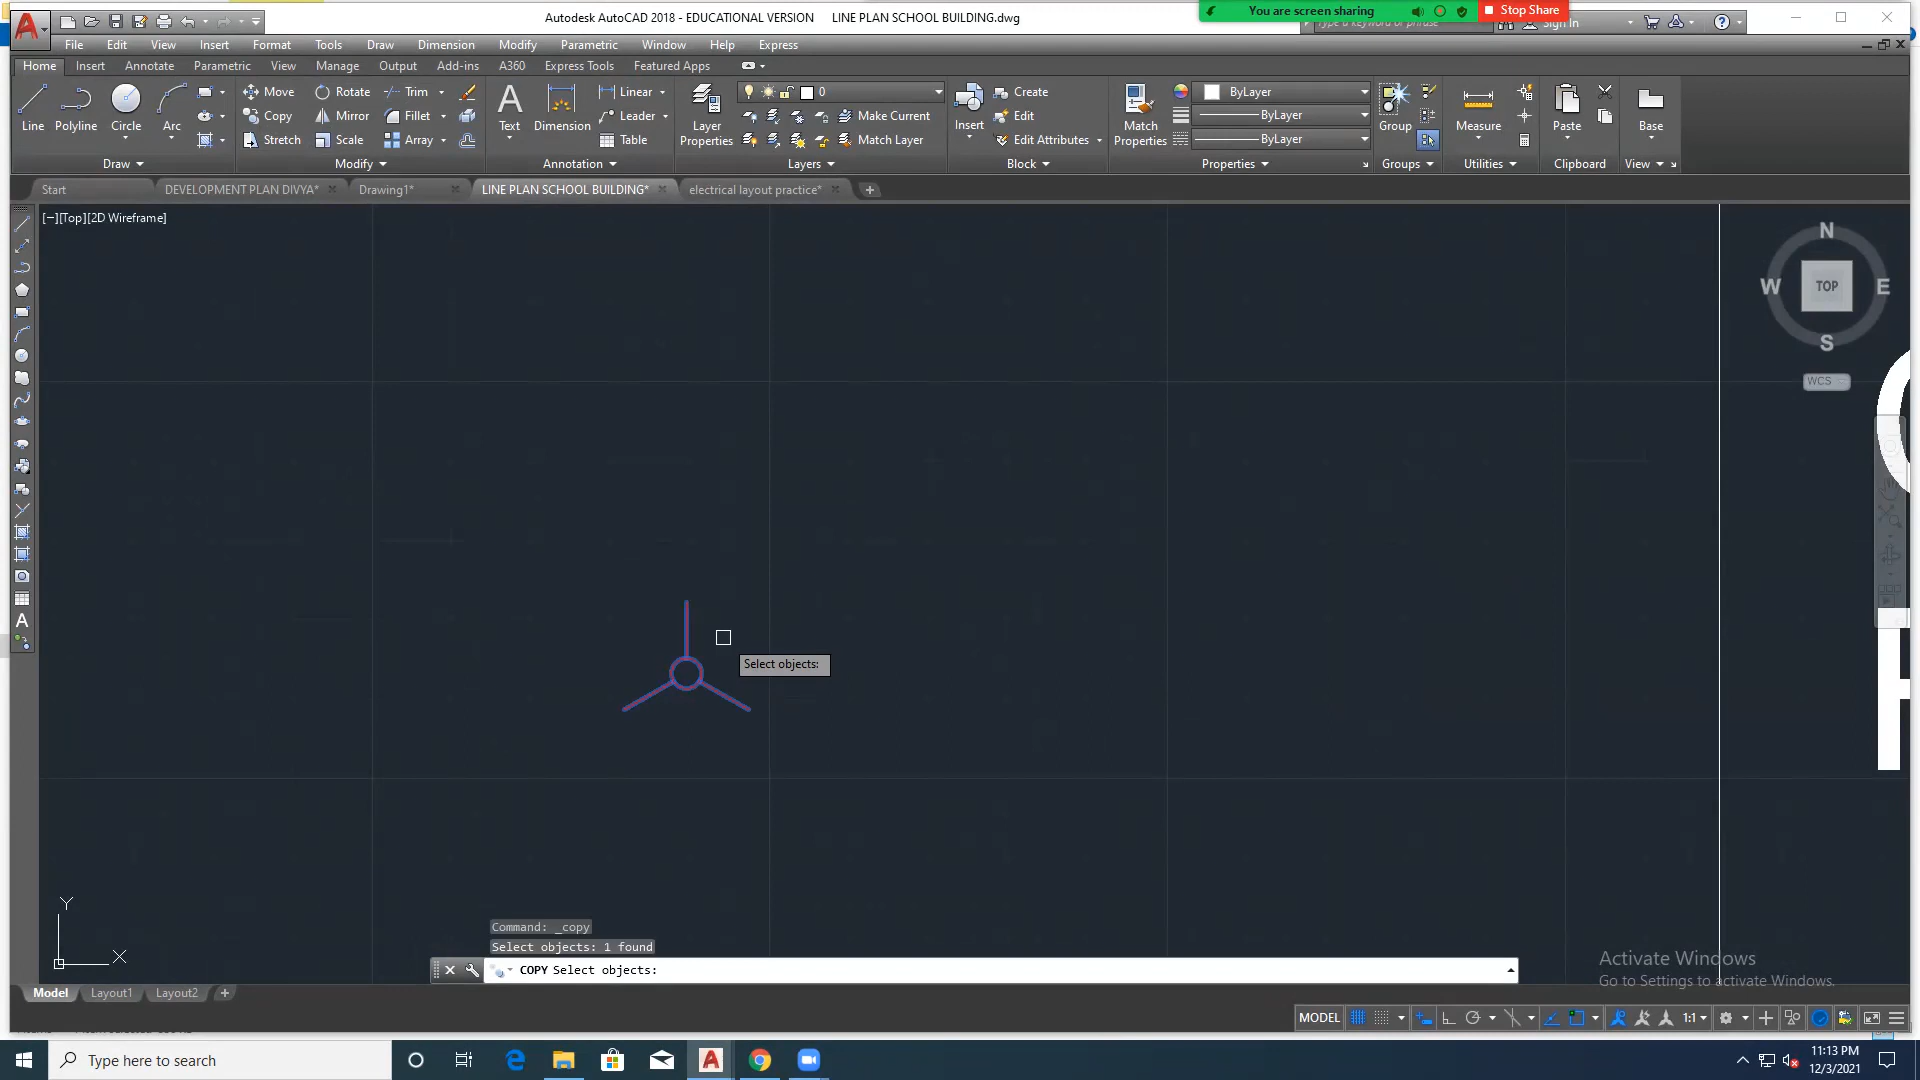 Autodesk AutoCAD 2018 - EDUCATIONAL VERSION LINE PLAN SCHOOL BUILDING.dwg
You are screen sharing Stop Share
Type a keyword or phrase Sign In
File Edit View Insert Format Tools Draw Dimension Modify Parametric Window Help Express
Home Insert Annotate Parametric View Manage Output Add-ins A360 Express Tools Featured Apps
Line Polyline Circle Arc
Move Rotate Trim
Copy Mirror Fillet
Stretch Scale Array
Text Dimension
Linear
Leader
Table
Layer Properties
0
Make Current
Match Layer
Insert
Create
Edit
Edit Attributes
Match Properties
ByLayer
ByLayer
ByLayer
Group Measure Paste Base
Draw Modify Annotation Layers Block Properties Groups Utilities Clipboard View
Start DEVELOPMENT PLAN DIVYA* Drawing1* LINE PLAN SCHOOL BUILDING* electrical layout practice*
[−][Top][2D Wireframe]
N
W TOP E
S
WCS
A
Select objects:
Y
X
Command: _copy
Select objects: 1 found
COPY Select objects:
Activate Windows
Go to Settings to activate Windows.
Model Layout1 Layout2
MODEL 1:1
Type here to search
11:13 PM
12/3/2021